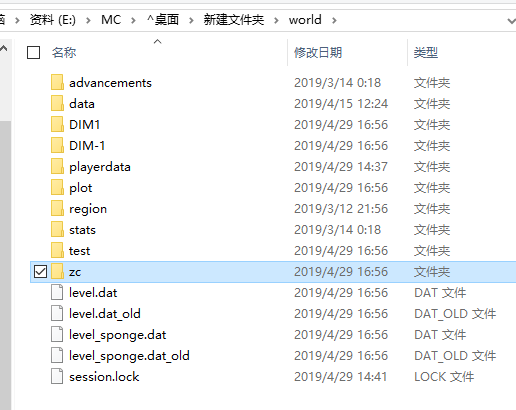 资料 (E:) > MC > ^桌面 > 新建文件夹 > world >
名称 修改日期 类型
advancements 2019/3/14 0:18 文件夹
data 2019/4/15 12:24 文件夹
DIM1 2019/4/29 16:56 文件夹
DIM-1 2019/4/29 16:56 文件夹
playerdata 2019/4/29 14:37 文件夹
plot 2019/4/29 16:56 文件夹
region 2019/3/12 21:56 文件夹
stats 2019/3/14 0:18 文件夹
test 2019/4/29 16:56 文件夹
zc 2019/4/29 16:56 文件夹
level.dat 2019/4/29 16:56 DAT 文件
level.dat_old 2019/4/29 16:56 DAT_OLD 文件
level_sponge.dat 2019/4/29 16:56 DAT 文件
level_sponge.dat_old 2019/4/29 16:56 DAT_OLD 文件
session.lock 2019/4/29 14:41 LOCK 文件